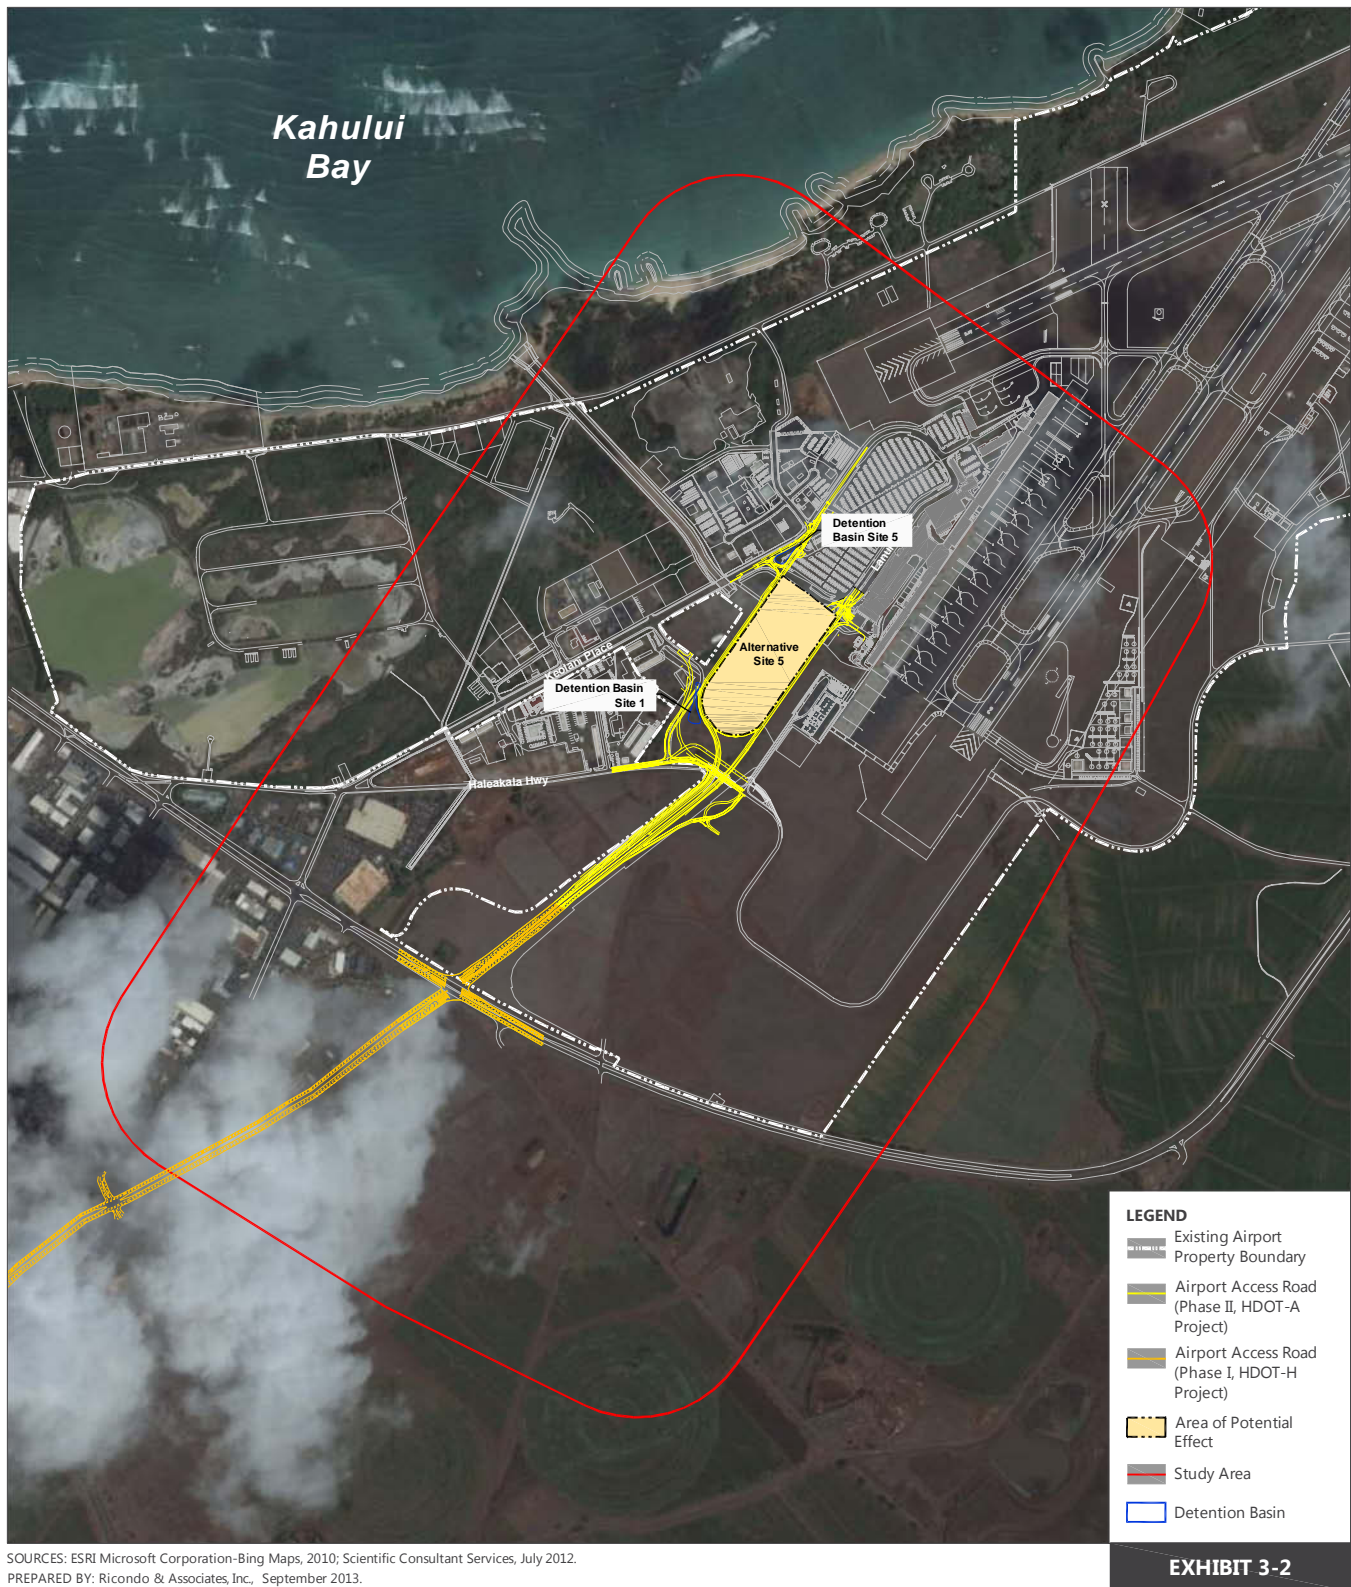 Kahului
Bay
Detention
Basin Site 5
Alternative
Site 5
Keolani Place
Detention Basin
Site 1
Haleakala Hwy
LEGEND
Existing Airport
Property Boundary
Airport Access Road
(Phase II, HDOT-A
Project)
Airport Access Road
(Phase I, HDOT-H
Project)
Area of Potential
Effect
Study Area
Detention Basin
SOURCES: ESRI Microsoft Corporation-Bing Maps, 2010; Scientific Consultant Services, July 2012.
PREPARED BY: Ricondo & Associates, Inc., September 2013.
EXHIBIT 3-2